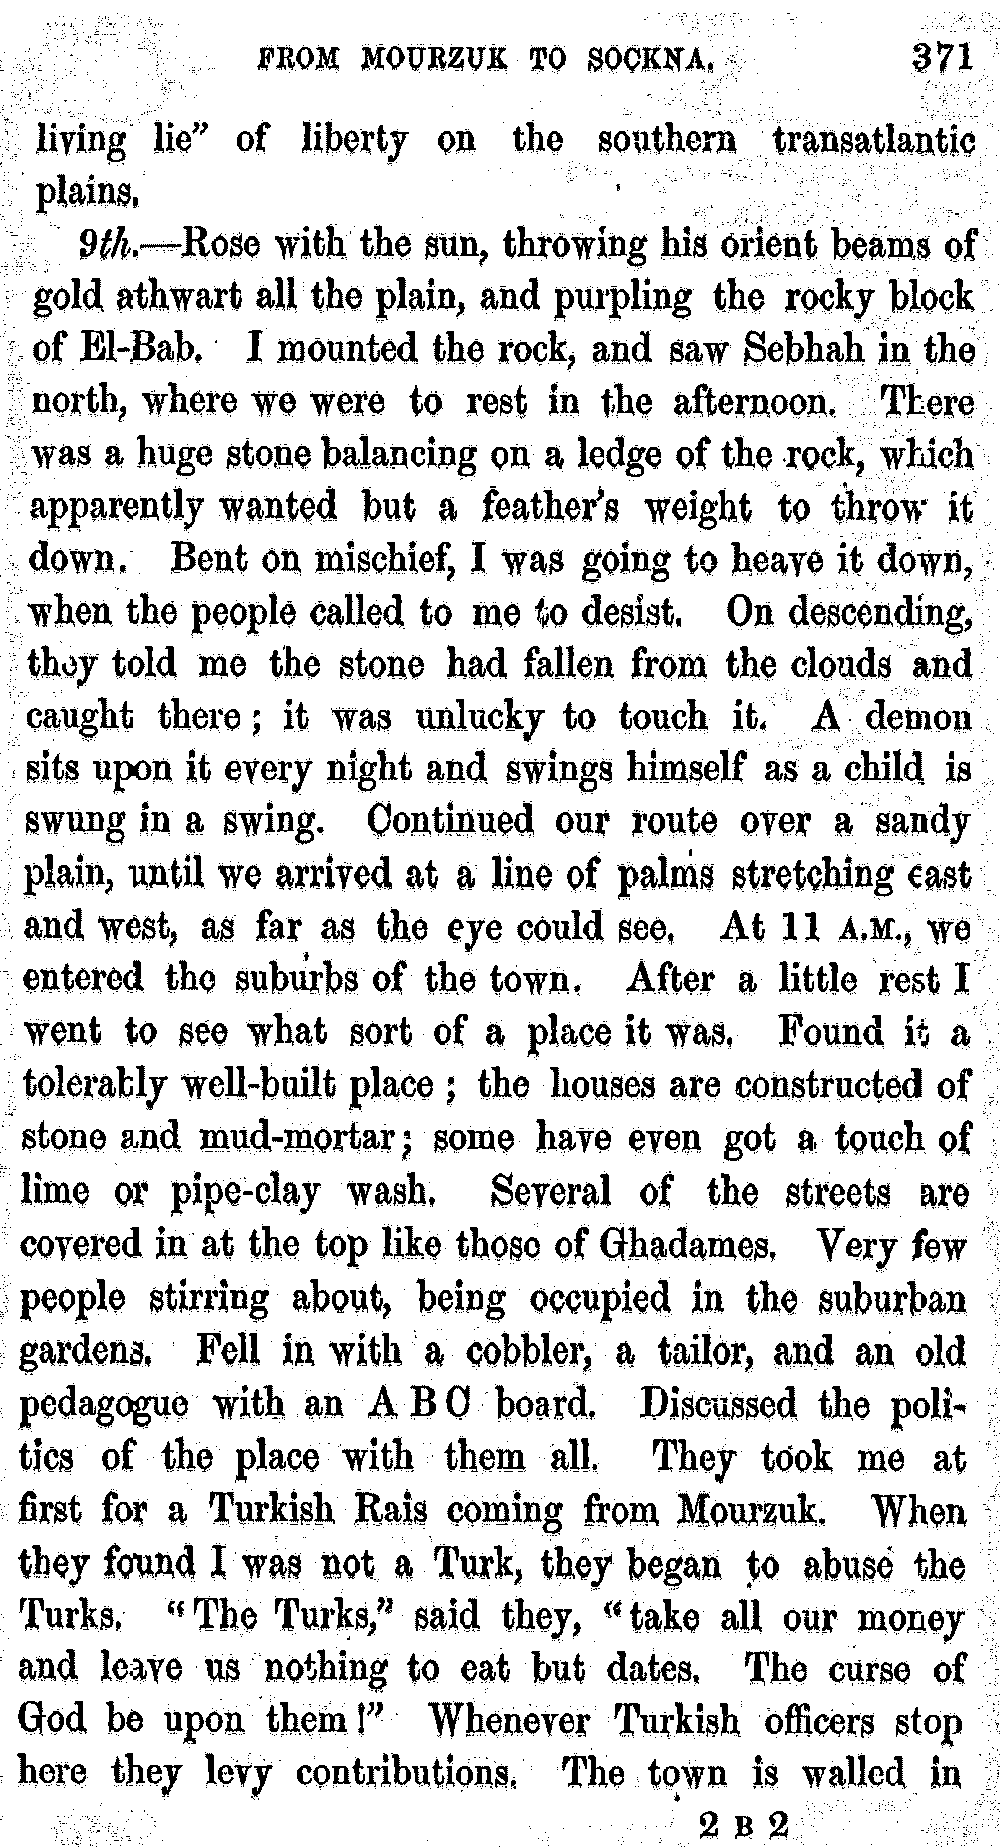 FROM MOURZUK TO SOCKNA. 371
living lie" of liberty on the southern transatlantic
plains.
9th.—Rose with the sun, throwing his orient beams of
gold athwart all the plain, and purpling the rocky block
of El-Bab. I mounted the rock, and saw Sebhah in the
north, where we were to rest in the afternoon. There
was a huge stone balancing on a ledge of the rock, which
apparently wanted but a feather's weight to throw it
down. Bent on mischief, I was going to heave it down,
when the people called to me to desist. On descending,
they told me the stone had fallen from the clouds and
caught there; it was unlucky to touch it. A demon
sits upon it every night and swings himself as a child is
swung in a swing. Continued our route over a sandy
plain, until we arrived at a line of palms stretching east
and west, as far as the eye could see. At 11 A.M., we
entered the suburbs of the town. After a little rest I
went to see what sort of a place it was. Found it a
tolerably well-built place; the houses are constructed of
stone and mud-mortar; some have even got a touch of
lime or pipe-clay wash. Several of the streets are
covered in at the top like those of Ghadames. Very few
people stirring about, being occupied in the suburban
gardens. Fell in with a cobbler, a tailor, and an old
pedagogue with an A B C board. Discussed the poli-
tics of the place with them all. They took me at
first for a Turkish Rais coming from Mourzuk. When
they found I was not a Turk, they began to abuse the
Turks. "The Turks," said they, "take all our money
and leave us nothing to eat but dates. The curse of
God be upon them!" Whenever Turkish officers stop
here they levy contributions. The town is walled in
2 B 2